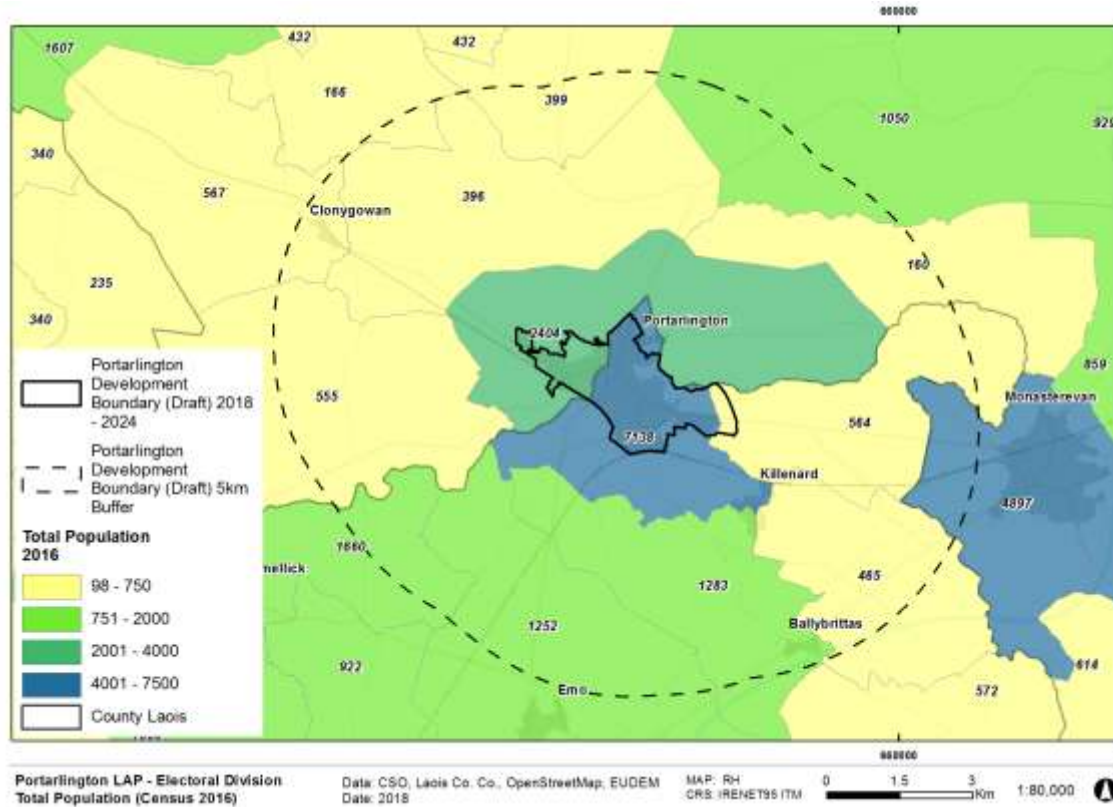 660000
1607
432
432
166
399
1050
929
340
567
396
Clonygowan
235
160
340
2404
Portarlington
859
Monasterevan
555
564
7138
Killenard
4897
1660
mellick
465
1283
1252
Ballybrittas
922
614
Emo
572
Portarlington
Development
Boundary (Draft) 2018
- 2024
Portarlington
Development
Boundary (Draft) 5km
Buffer
Total Population
2016
98 - 750
751 - 2000
2001 - 4000
4001 - 7500
County Laois
660000
Portarlington LAP - Electoral Division
Total Population (Census 2016)
Data: CSO, Laois Co. Co., OpenStreetMap; EUDEM
Date: 2018
MAP: RH
CRS: IRENET95 ITM
0 1.5 3
Km
1:80,000